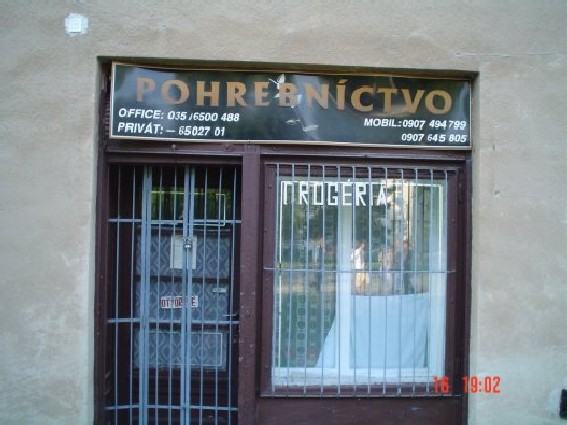 POHREBNÍCTVO
OFFICE: 035/6500 488
PRIVÁT: – 65027 01
MOBIL: 0907 494 799
0907 645 805
DROGÉRIA
OTVORENÉ
16 19:02